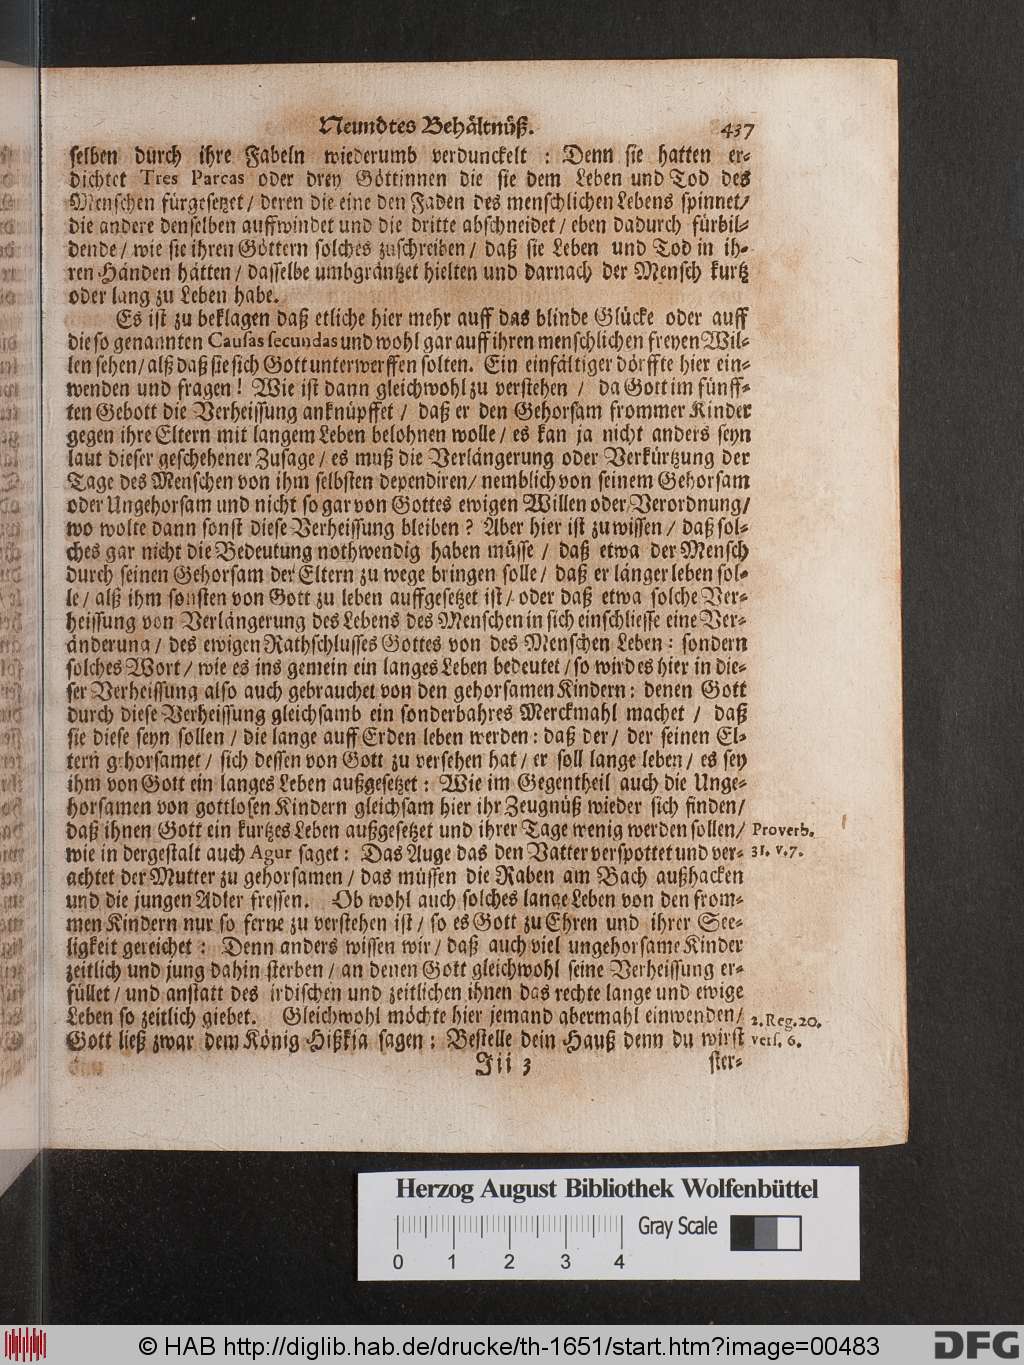 Neundtes Behältnüß. 437
selben durch ihre Fabeln wiederumb verdunckelt : Denn sie hatten er-
dichtet Tres Parcas oder drey Göttinnen die sie dem Leben und Tod des
Menschen fürgesetzet/ deren die eine den Faden des menschlichen Lebens spinnet/
die andere denselben auffwindet und die dritte abschneidet/ eben dadurch fürbil-
dende/ wie sie ihren Göttern solches zuschreiben/ daß sie Leben und Tod in ih-
ren Händen hätten/ dasselbe umbgräntzet hielten und darnach der Mensch kurtz
oder lang zu Leben habe.
Es ist zu beklagen daß etliche hier mehr auff das blinde Glücke oder auff
die so genannten Causas secundas und wohl gar auff ihren menschlichen freyen Wil-
len sehen/ alß daß sie sich Gott unterwerffen solten. Ein einfältiger dörffte hier ein-
wenden und fragen! Wie ist dann gleichwohl zu verstehen/ da Gott im fünff-
ten Gebott die Verheissung anknüpffet/ daß er den Gehorsam frommer Kinder
gegen ihre Eltern mit langem Leben belohnen wolle/ es kan ja nicht anders seyn
laut dieser geschehener Zusage/ es muß die Verlängerung oder Verkürtzung der
Tage des Menschen von ihm selbsten dependiren/ nemblich von seinem Gehorsam
oder Ungehorsam und nicht so gar von Gottes ewigen Willen oder Verordnung/
wo wolte dann sonst diese Verheissung bleiben? Aber hier ist zu wissen/ daß sol-
ches gar nicht die Bedeutung nothwendig haben müsse/ daß etwa der Mensch
durch seinen Gehorsam der Eltern zu wege bringen solle/ daß er länger leben sol-
le/ alß ihm sonsten von Gott zu leben auffgesetzet ist/ oder daß etwa solche Ver-
heissung von Verlängerung des Lebens des Menschen in sich einschliesse eine Ver-
änderung/ des ewigen Rathschlusses Gottes von des Menschen Leben: sondern
solches Wort/ wie es ins gemein ein langes Leben bedeutet/ so wird es hier in die-
ser Verheissung also auch gebrauchet von den gehorsamen Kindern: denen Gott
durch diese Verheissung gleichsamb ein sonderbahres Merckmahl machet/ daß
sie diese seyn sollen/ die lange auff Erden leben werden: daß der/ der seinen El-
tern gehorsamet/ sich dessen von Gott zu versehen hat/ er soll lange leben/ es sey
ihm von Gott ein langes Leben außgesetzet: Wie im Gegentheil auch die Unge-
horsamen von gottlosen Kindern gleichsam hier ihr Zeugnüß wieder sich finden/
daß ihnen Gott ein kurtzes Leben außgesetzet und ihrer Tage wenig werden sollen/ Proverb.
wie in dergestalt auch Agur saget: Das Auge das den Vatter verspottet und ver- 31. v. 7.
achtet der Mutter zu gehorsamen/ das müssen die Raben am Bach außhacken
und die jungen Adler fressen. Ob wohl auch solches lange Leben von den from-
men Kindern nur so ferne zu verstehen ist/ so es Gott zu Ehren und ihrer See-
ligkeit gereichet: Denn anders wissen wir/ daß auch viel ungehorsame Kinder
zeitlich und jung dahin sterben/ an denen Gott gleichwohl seine Verheissung er-
füllet/ und anstatt des irdischen und zeitlichen ihnen das rechte lange und ewige
Leben so zeitlich giebet. Gleichwohl möchte hier jemand abermahl einwenden/ 2. Reg. 20.
Gott ließ zwar dem König Hißkja sagen: Bestelle dein Hauß denn du wirst vers. 6.
Jii 3 ster-
Herzog August Bibliothek Wolfenbüttel
Gray Scale
0 1 2 3 4
© HAB http://diglib.hab.de/drucke/th-1651/start.htm?image=00483
DFG